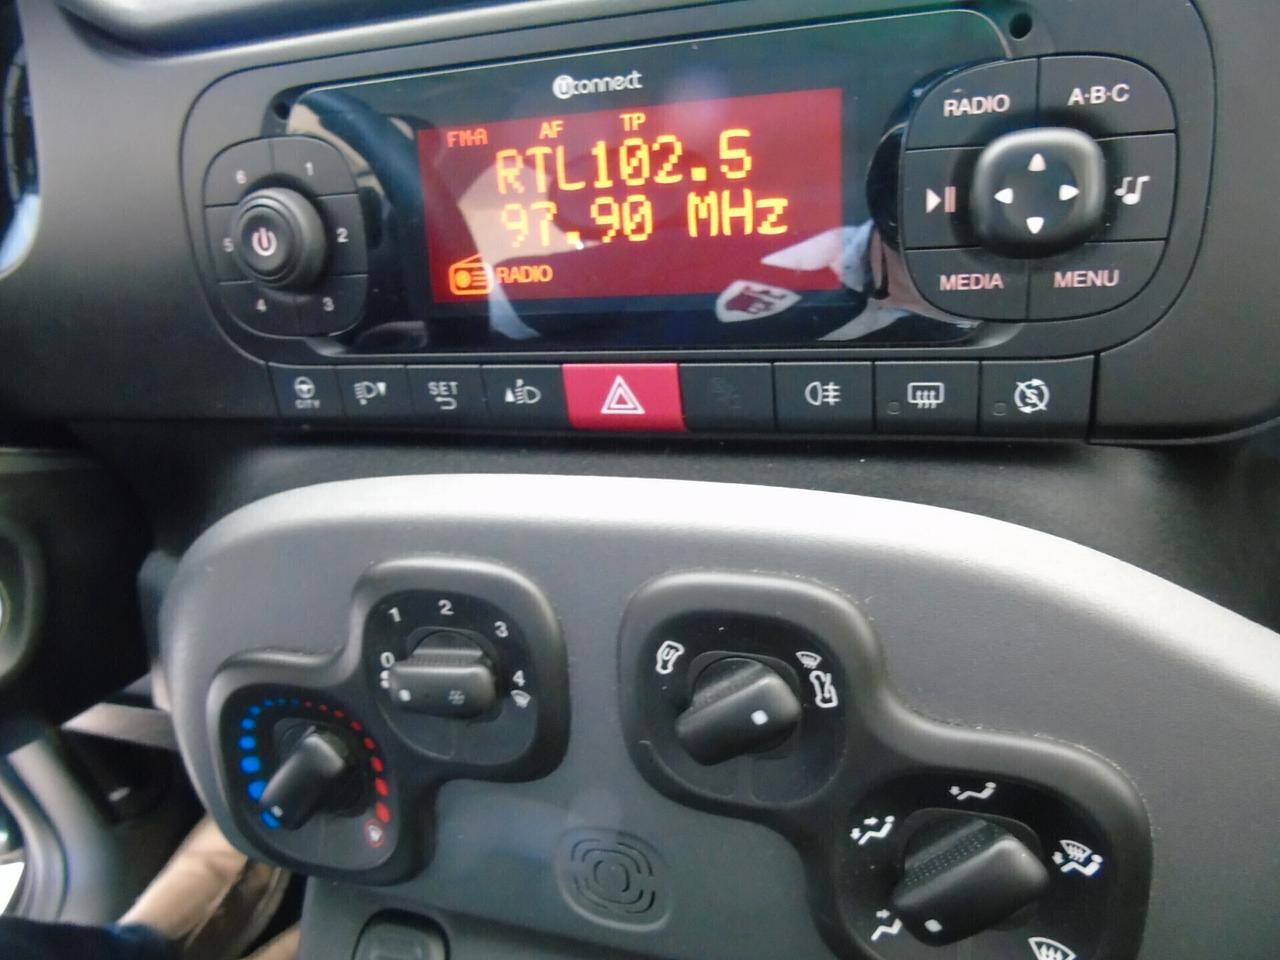 uconnect
FM-A AF TP
RTL102.5
97.90 MHz
RADIO
6 1
5 2
4 3
RADIO A·B·C
MEDIA MENU
CITY
SET
0 1 2 3 4